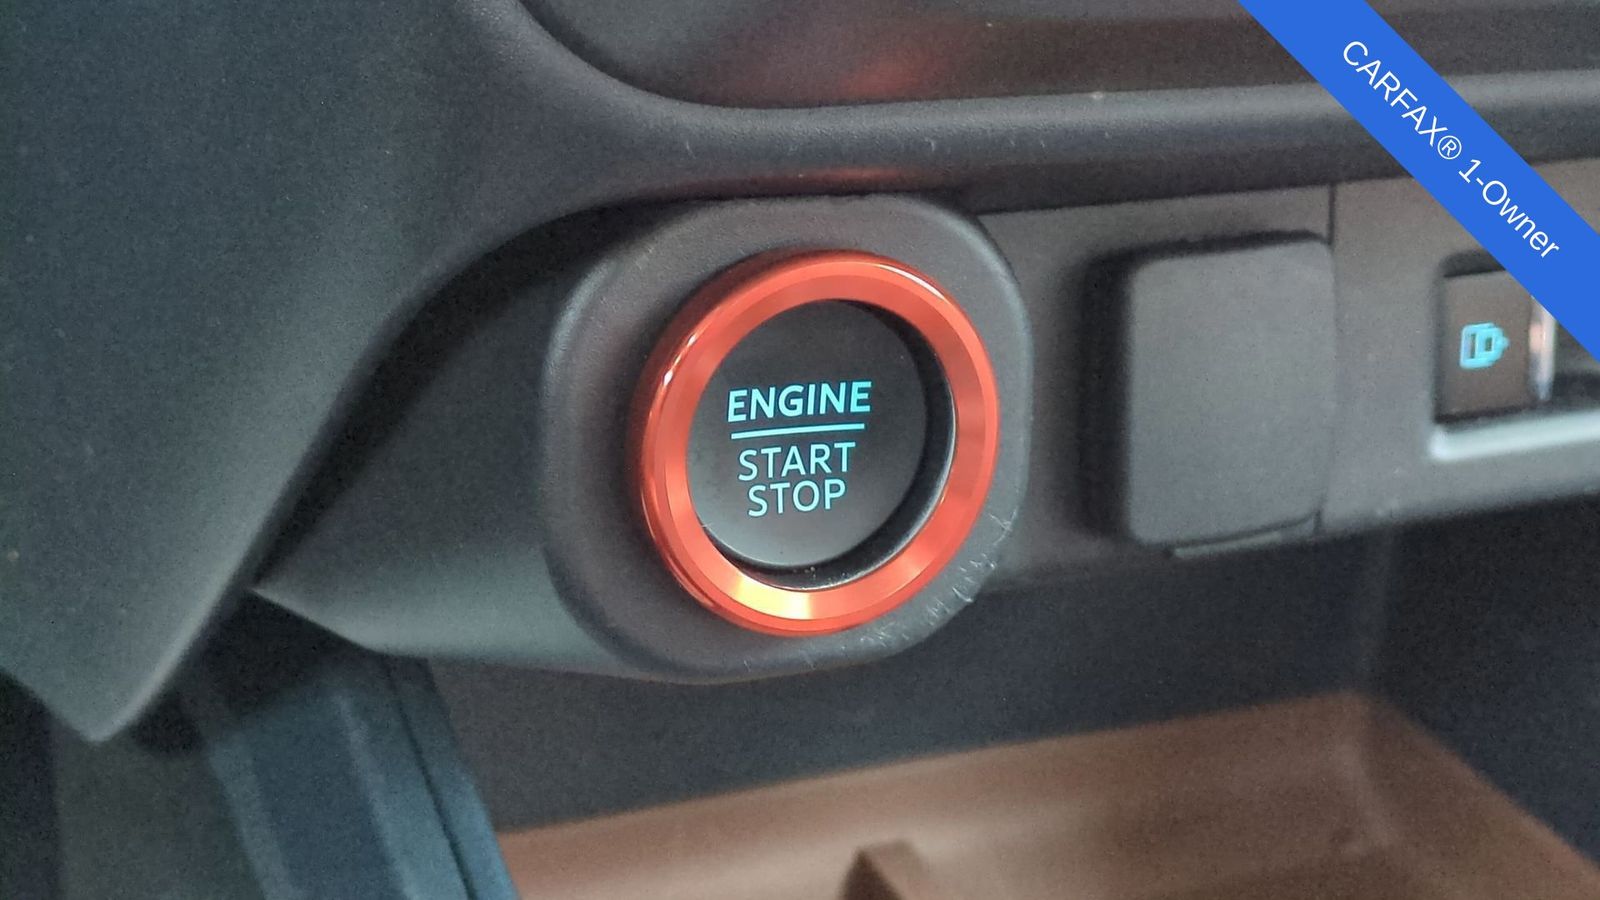 CARFAX® 1-Owner
ENGINE
START
STOP